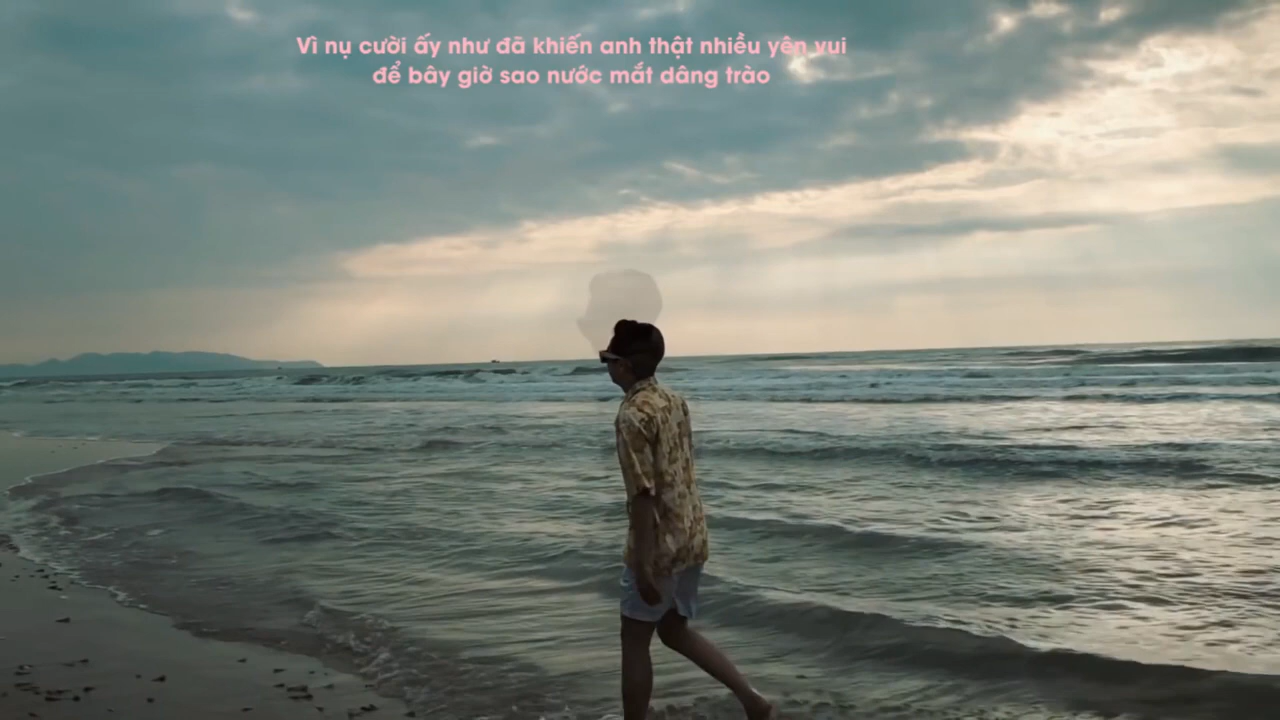 Vì nụ cười ấy như đã khiến anh thật nhiều yên vui
để bây giờ sao nước mắt dâng trào